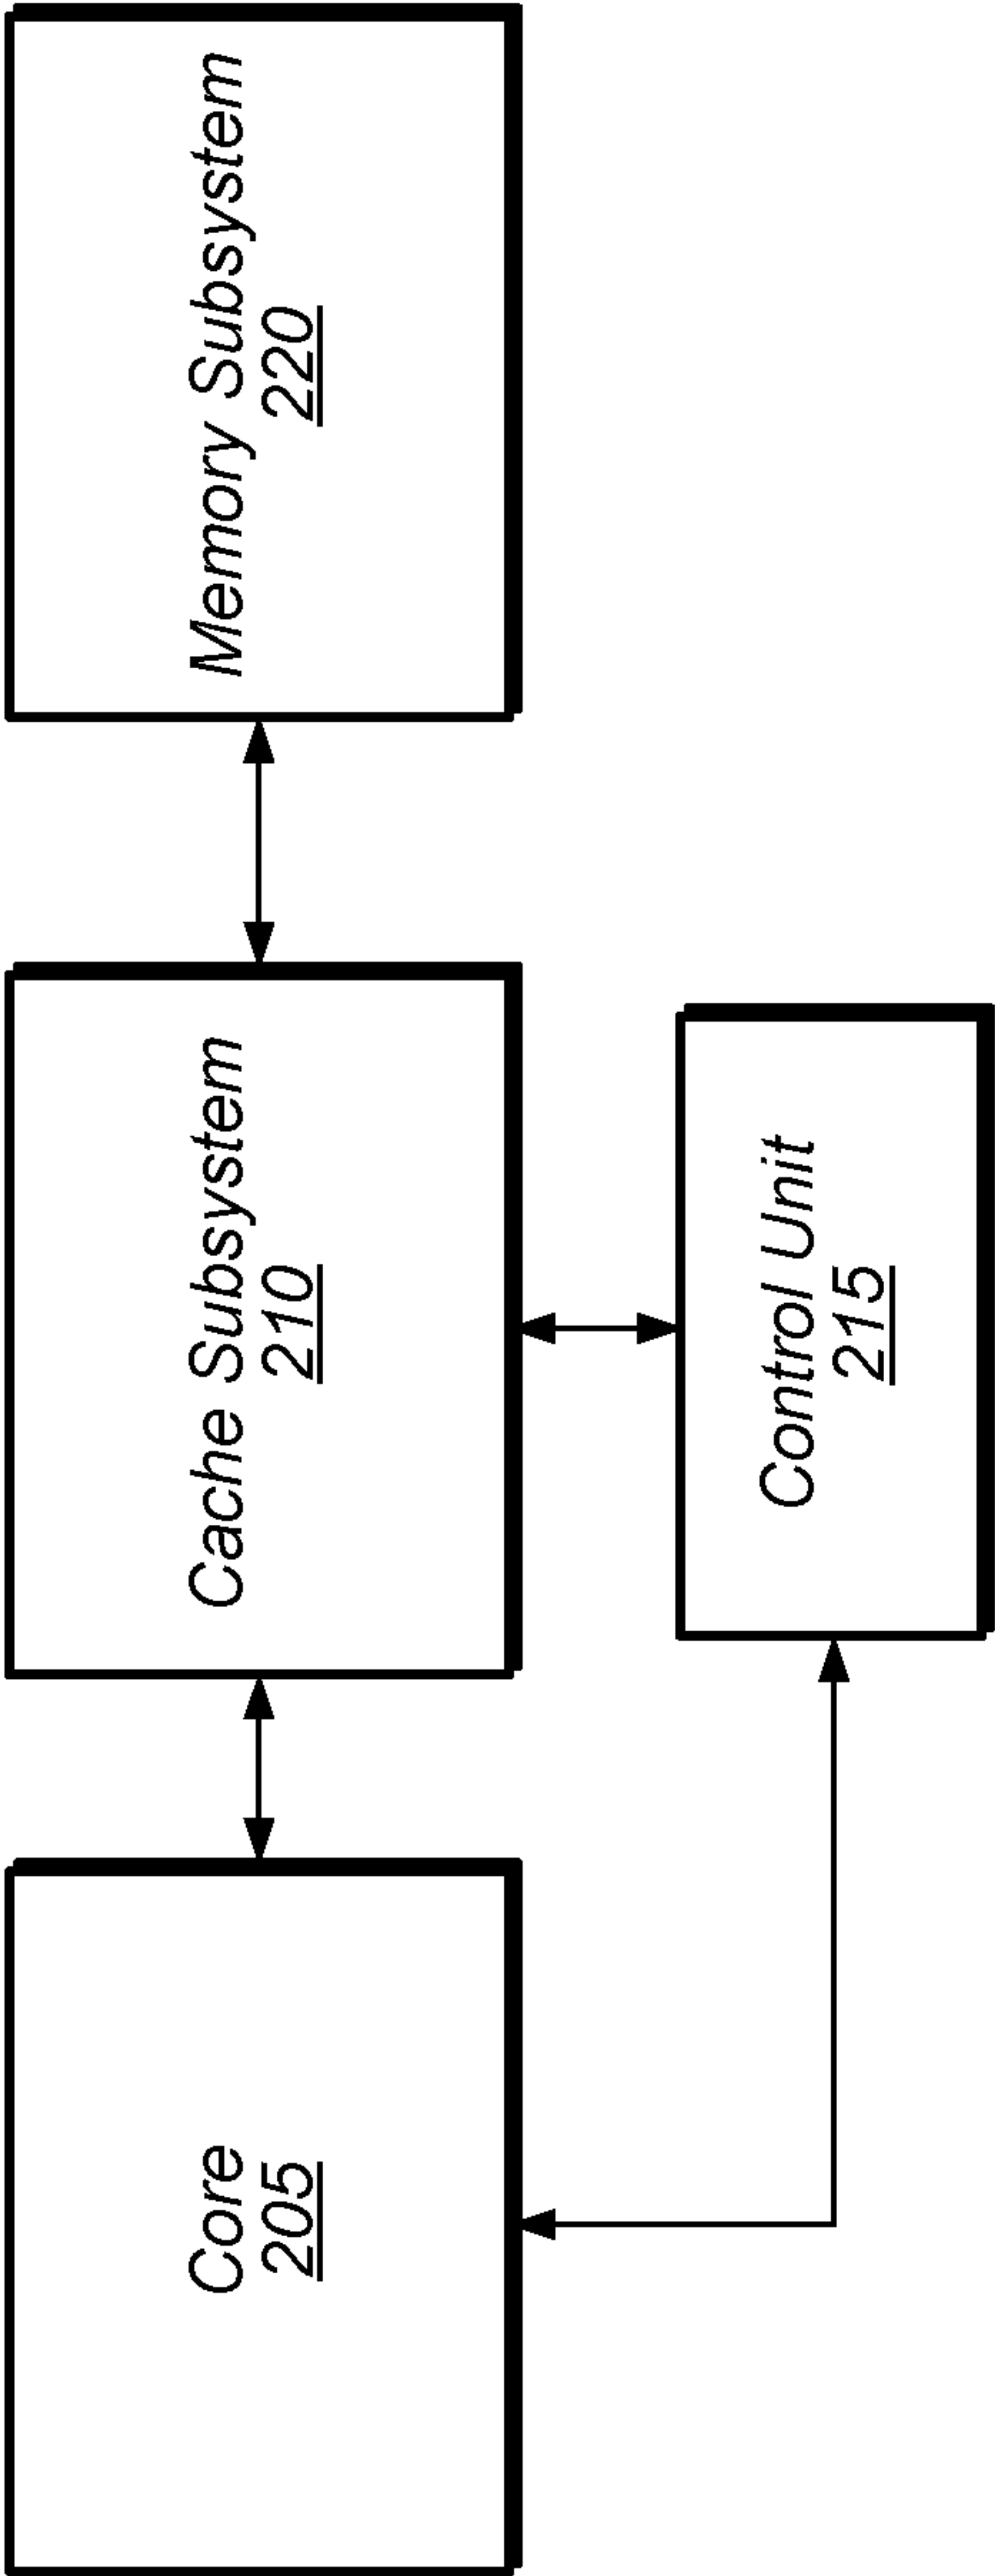 Core
205
Cache Subsystem
210
Memory Subsystem
220
Control Unit
215